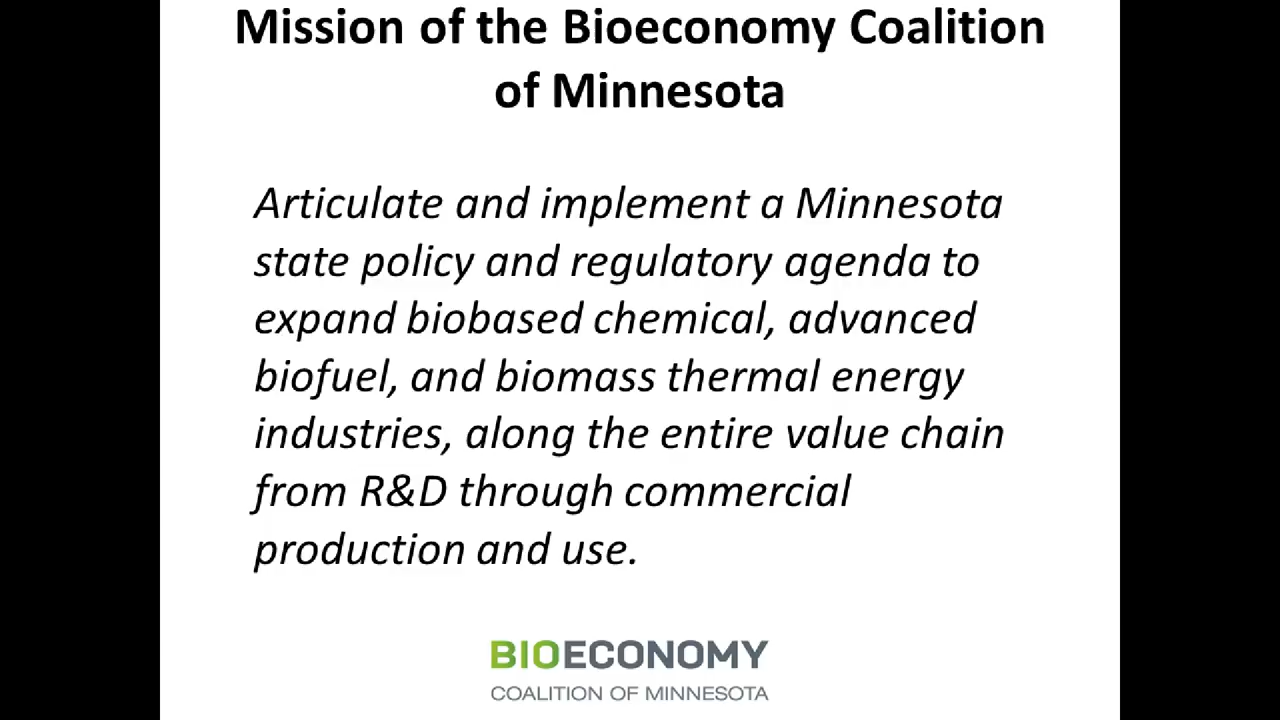 Mission of the Bioeconomy Coalition
of Minnesota
Articulate and implement a Minnesota
state policy and regulatory agenda to
expand biobased chemical, advanced
biofuel, and biomass thermal energy
industries, along the entire value chain
from R&D through commercial
production and use.
BIOECONOMY
COALITION OF MINNESOTA